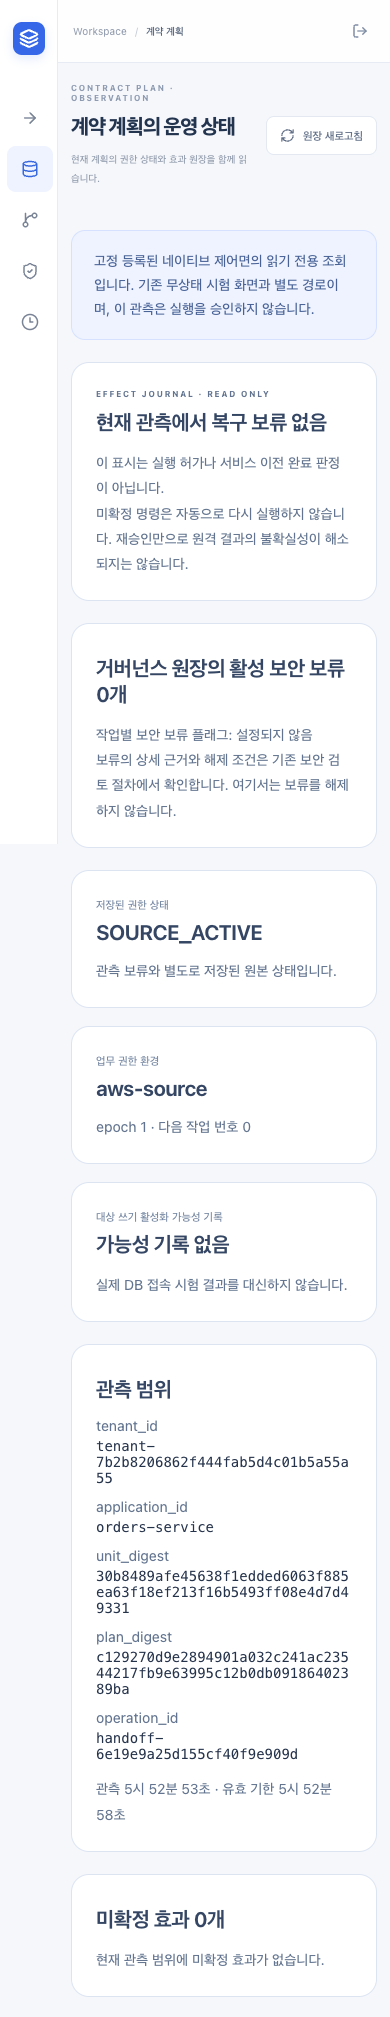 Workspace / 계약 계획
CONTRACT PLAN ·
OBSERVATION
계약 계획의 운영 상태
원장 새로고침
현재 계획의 권한 상태와 효과 원장을 함께 읽
습니다.
고정 등록된 네이티브 제어면의 읽기 전용 조회
입니다. 기존 무상태 시험 화면과 별도 경로이
며, 이 관측은 실행을 승인하지 않습니다.
EFFECT JOURNAL · READ ONLY
현재 관측에서 복구 보류 없음
이 표시는 실행 허가나 서비스 이전 완료 판정
이 아닙니다.
미확정 명령은 자동으로 다시 실행하지 않습니
다. 재승인만으로 원격 결과의 불확실성이 해소
되지는 않습니다.
거버넌스 원장의 활성 보안 보류
0개
작업별 보안 보류 플래그: 설정되지 않음
보류의 상세 근거와 해제 조건은 기존 보안 검
토 절차에서 확인합니다. 여기서는 보류를 해제
하지 않습니다.
저장된 권한 상태
SOURCE_ACTIVE
관측 보류와 별도로 저장된 원본 상태입니다.
업무 권한 환경
aws-source
epoch 1 · 다음 작업 번호 0
대상 쓰기 활성화 가능성 기록
가능성 기록 없음
실제 DB 접속 시험 결과를 대신하지 않습니다.
관측 범위
tenant_id
tenant-
7b2b8206862f444fab5d4c01b5a55a
55
application_id
orders-service
unit_digest
30b8489afe45638f1edded6063f885
ea63f18ef213f16b5493ff08e4d7d4
9331
plan_digest
c129270d9e2894901a032c241ac235
44217fb9e63995c12b0db091864023
89ba
operation_id
handoff-
6e19e9a25d155cf40f9e909d
관측 5시 52분 53초 · 유효 기한 5시 52분
58초
미확정 효과 0개
현재 관측 범위에 미확정 효과가 없습니다.